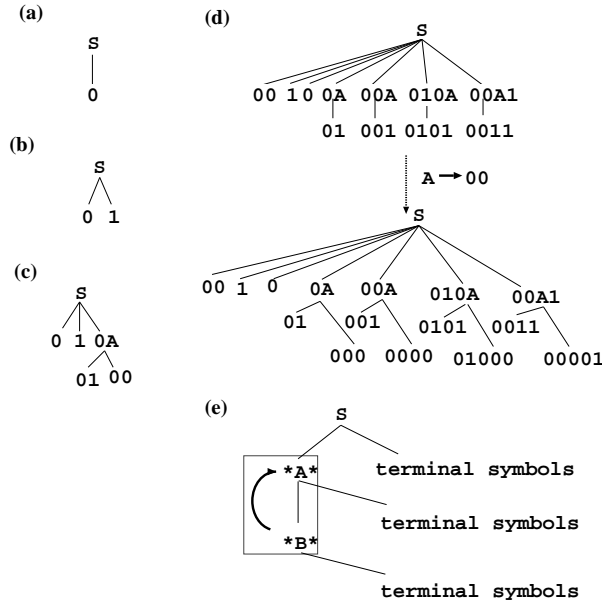 (a)
S
0
(b)
S
0 1
(c)
S
0 1 0A
01 00
(d)
S
00 1 0 0A 00A 010A 00A1
01 001 0101 0011
A → 00
S
00 1 0 0A 00A 010A 00A1
01 001 0101 0011
000 0000 01000 00001
(e)
S
*A* terminal symbols
terminal symbols
*B*
terminal symbols